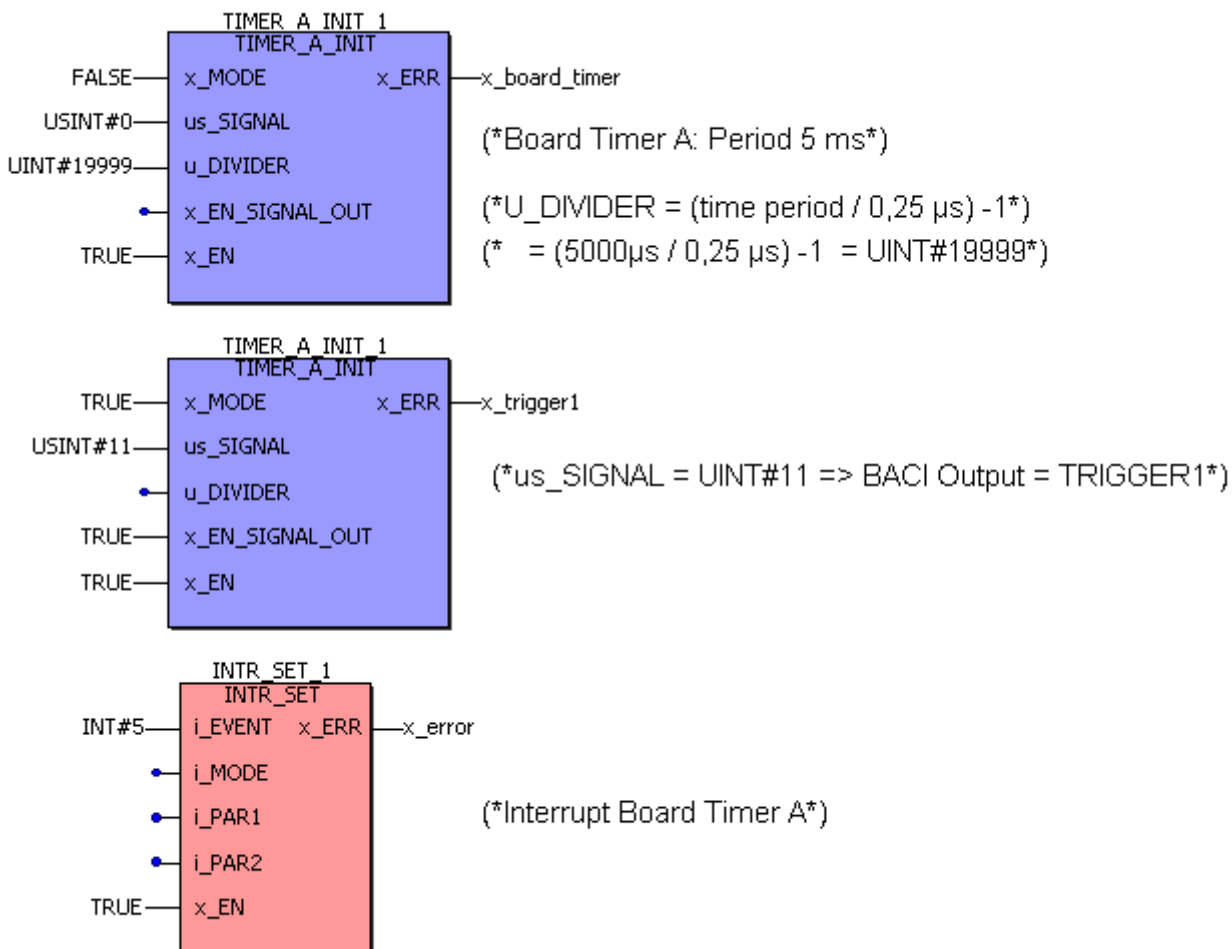 TIMER_A_INIT_1
TIMER_A_INIT
FALSE x_MODE x_ERR x_board_timer
USINT#0 us_SIGNAL
(*Board Timer A: Period 5 ms*)
UINT#19999 u_DIVIDER
x_EN_SIGNAL_OUT (*U_DIVIDER = (time period / 0,25 µs) -1*)
TRUE x_EN (* = (5000µs / 0,25 µs) -1 = UINT#19999*)
TIMER_A_INIT_1
TIMER_A_INIT
TRUE x_MODE x_ERR x_trigger1
USINT#11 us_SIGNAL
(*us_SIGNAL = UINT#11 => BACI Output = TRIGGER1*)
u_DIVIDER
TRUE x_EN_SIGNAL_OUT
TRUE x_EN
INTR_SET_1
INTR_SET
INT#5 i_EVENT x_ERR x_error
i_MODE
i_PAR1 (*Interrupt Board Timer A*)
i_PAR2
TRUE x_EN